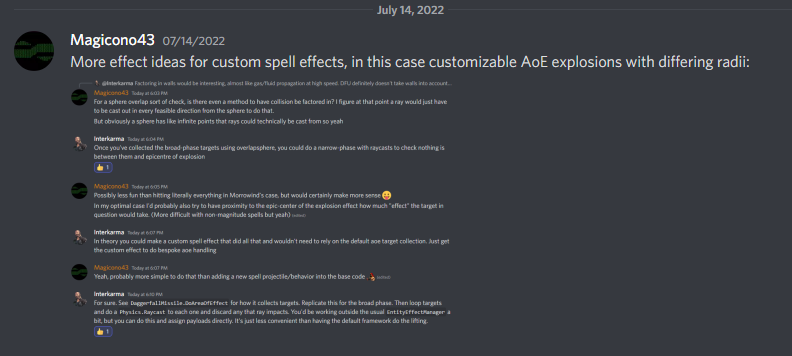 July 14, 2022
Magicono43 07/14/2022
More effect ideas for custom spell effects, in this case customizable AoE explosions with differing radii:
@Interkarma Factoring in walls would be interesting, almost like gas/fluid propagation at high speed. DFU definitely doesn't take walls into account...
Magicono43 Today at 6:03 PM
For a sphere overlap sort of check, is there even a method to have collision be factored in? I figure at that point a ray would just have
to be cast out in every feasible direction from the sphere to do that.
But obviously a sphere has like infinite points that rays could technically be cast from so yeah
Interkarma Today at 6:04 PM
Once you've collected the broad-phase targets using overlapsphere, you could do a narrow-phase with raycasts to check nothing is
between them and epicentre of explosion
1
Magicono43 Today at 6:05 PM
Possibly less fun than hitting literally everything in Morrowind's case, but would certainly make more sense
In my optimal case I'd probably also try to have proximity to the epic-center of the explosion effect how much "effect" the target in
question would take. (More difficult with non-magnitude spells but yeah) (edited)
Interkarma Today at 6:07 PM
In theory you could make a custom spell effect that did all that and wouldn't need to rely on the default aoe target collection. Just get
the custom effect to do bespoke aoe handling
Magicono43 Today at 6:07 PM
Yeah, probably more simple to do that than adding a new spell projectile/behavior into the base code. (edited)
Interkarma Today at 6:10 PM
For sure. See DaggerfallMissile.DoAreaOfEffect for how it collects targets. Replicate this for the broad phase. Then loop targets
and do a Physics.Raycast to each one and discard any that ray impacts. You'd be working outside the usual EntityEffectManager a
bit, but you can do this and assign payloads directly. It's just less convenient than having the default framework do the lifting.
1